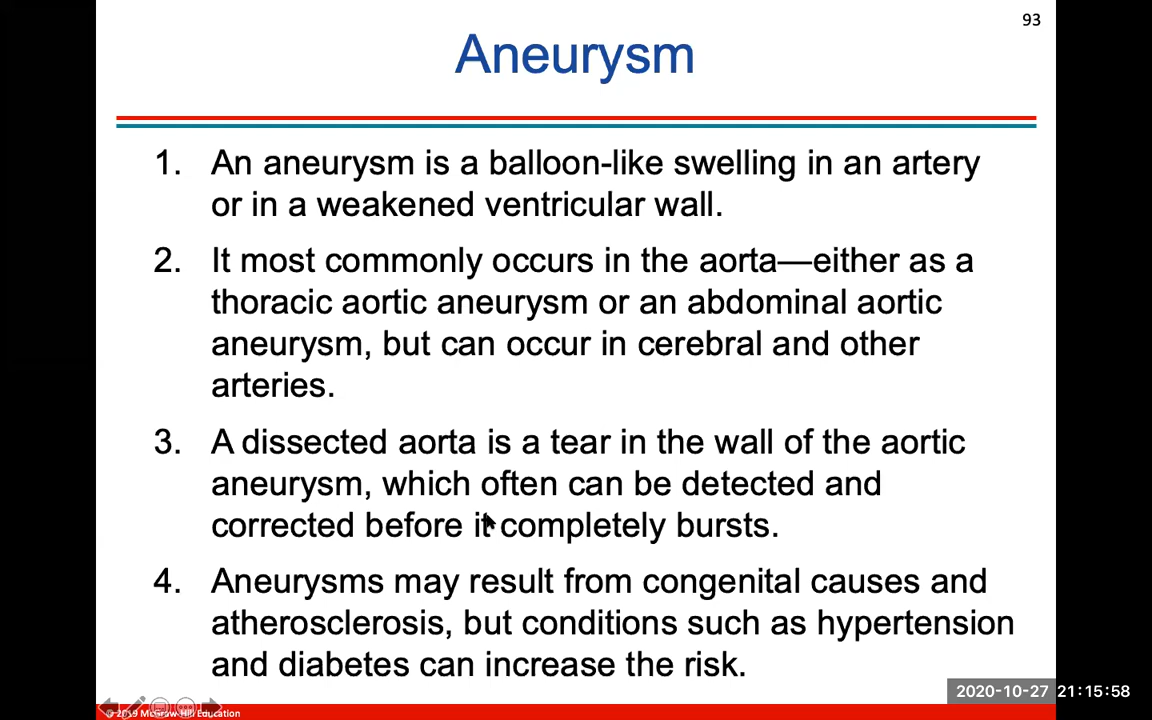 93
Aneurysm
1. An aneurysm is a balloon-like swelling in an artery
or in a weakened ventricular wall.
2. It most commonly occurs in the aorta—either as a
thoracic aortic aneurysm or an abdominal aortic
aneurysm, but can occur in cerebral and other
arteries.
3. A dissected aorta is a tear in the wall of the aortic
aneurysm, which often can be detected and
corrected before it completely bursts.
4. Aneurysms may result from congenital causes and
atherosclerosis, but conditions such as hypertension
and diabetes can increase the risk.
2020-10-27 21:15:58
© 2019 McGraw-Hill Education